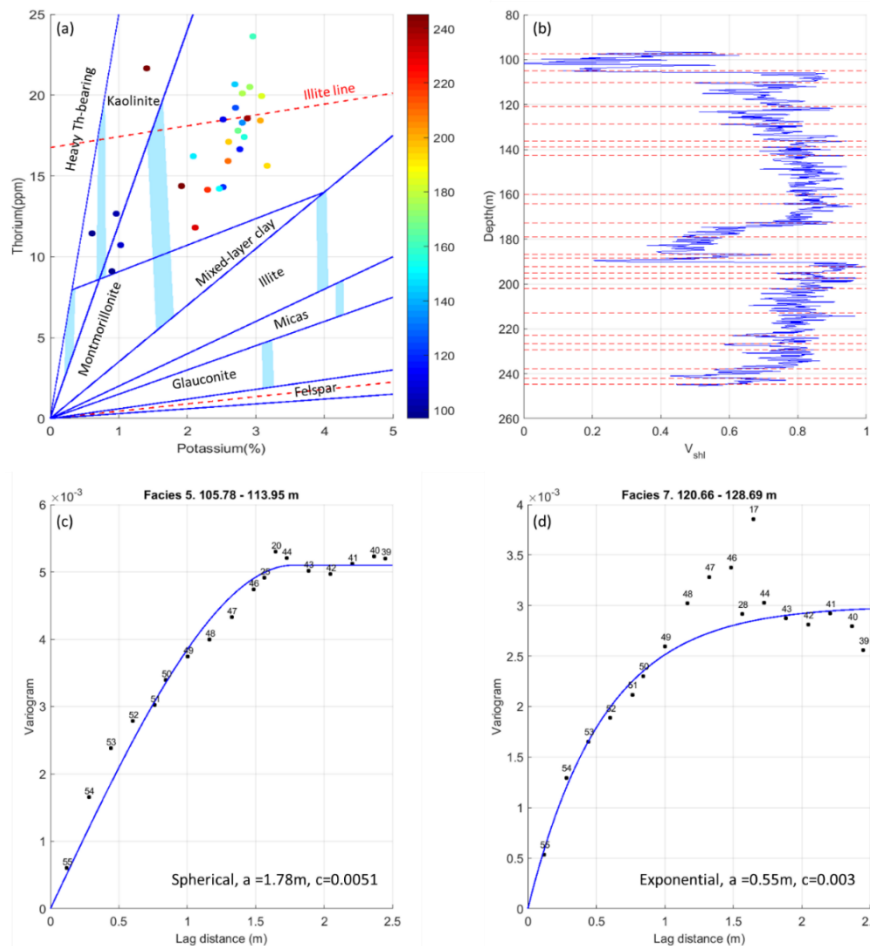 (a)
25
20
15
10
5
0
Thorium(ppm)
0 1 2 3 4 5
Potassium(%)
Heavy Th-bearing
Kaolinite
Illite line
Montmorillonite
Mixed-layer clay
Illite
Micas
Glauconite
Felspar
240
220
200
180
160
140
120
100
(b)
80
100
120
140
160
180
200
220
240
260
Depth(m)
0 0.2 0.4 0.6 0.8 1
V_shl
×10⁻³
Facies 5. 105.78 - 113.95 m
(c)
6
5
4
3
2
1
0
Variogram
55
54
53
52
51
50
49
48
47
46
20
44
43
42
41
40
39
Spherical, a =1.78m, c=0.0051
0 0.5 1 1.5 2 2.5
Lag distance (m)
×10⁻³
Facies 7. 120.66 - 128.69 m
(d)
4
3.5
3
2.5
2
1.5
1
0.5
0
Variogram
55
54
53
52
51
50
49
48
47
46
17
28
44
43
42
41
40
39
Exponential, a =0.55m, c=0.003
0 0.5 1 1.5 2 2.5
Lag distance (m)